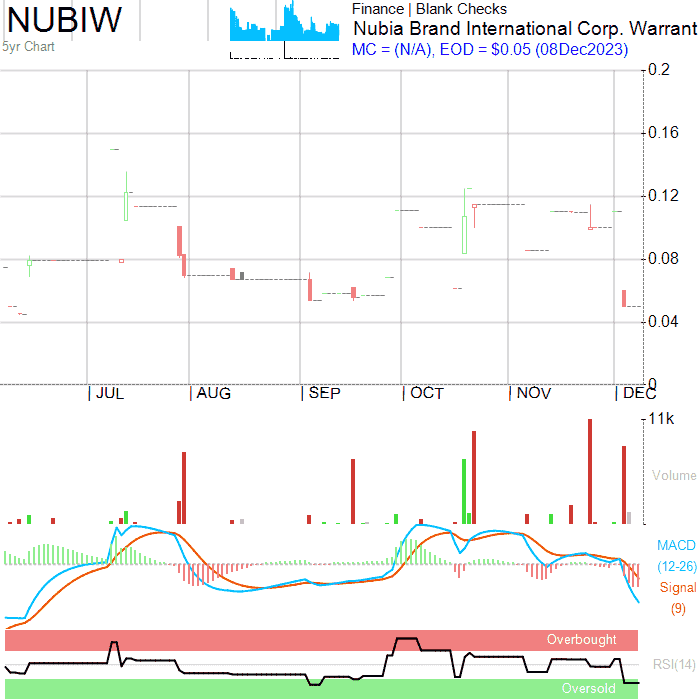 NUBIW
5yr Chart
Finance | Blank Checks
Nubia Brand International Corp. Warrant
MC = (N/A), EOD = $0.05 (08Dec2023)
0.2
0.16
0.12
0.08
0.04
0
| JUL | AUG | SEP | OCT | NOV | DEC
11k
Volume
MACD
(12-26)
Signal
(9)
Overbought
RSI(14)
Oversold